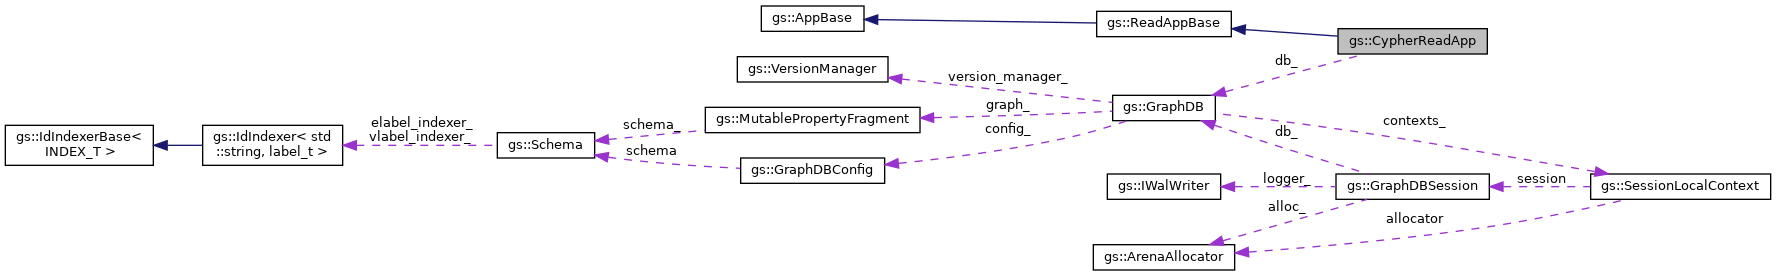 gs::AppBase
gs::ReadAppBase
gs::CypherReadApp
db_
gs::VersionManager
version_manager_
gs::GraphDB
graph_
gs::MutablePropertyFragment
schema_
config_
contexts_
elabel_indexer_
vlabel_indexer_
gs::IdIndexerBase<
INDEX_T >
gs::IdIndexer< std
::string, label_t >
gs::Schema
schema
gs::GraphDBConfig
db_
gs::IWalWriter
logger_
gs::GraphDBSession
session
gs::SessionLocalContext
alloc_
allocator
gs::ArenaAllocator